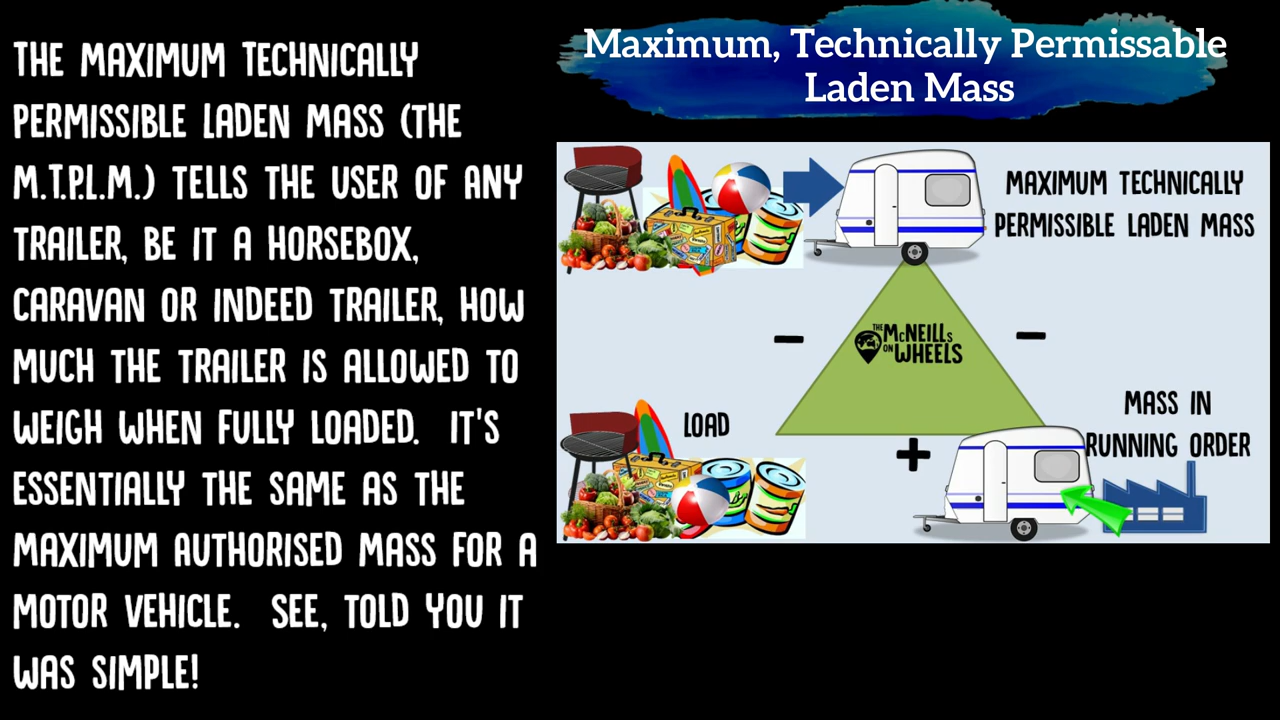 THE MAXIMUM TECHNICALLY
PERMISSIBLE LADEN MASS (THE
M.T.P.L.M.) TELLS THE USER OF ANY
TRAILER, BE IT A HORSEBOX,
CARAVAN OR INDEED TRAILER, HOW
MUCH THE TRAILER IS ALLOWED TO
WEIGH WHEN FULLY LOADED. IT'S
ESSENTIALLY THE SAME AS THE
MAXIMUM AUTHORISED MASS FOR A
MOTOR VEHICLE. SEE, TOLD YOU IT
WAS SIMPLE!
Maximum, Technically Permissable
Laden Mass
MAXIMUM TECHNICALLY
PERMISSIBLE LADEN MASS
THE
McNEILLs
ON WHEELS
- -
LOAD
+
MASS IN
RUNNING ORDER